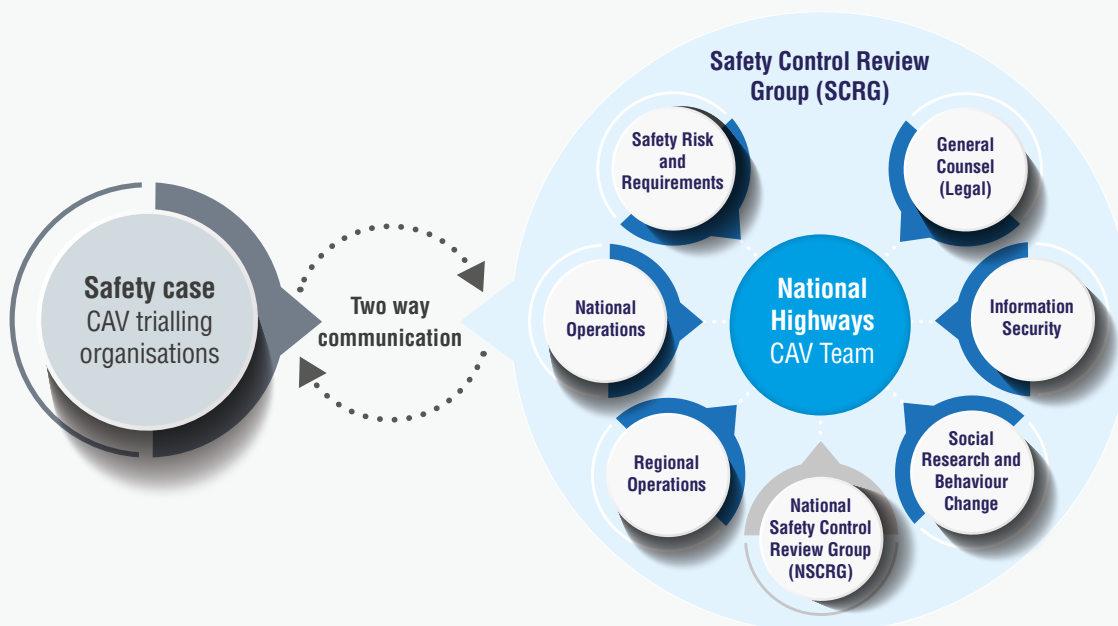 Safety Control Review
Group (SCRG)
Safety case
CAV trialling
organisations
Two way
communication
Safety Risk
and
Requirements
General
Counsel
(Legal)
National
Operations
National
Highways
CAV Team
Information
Security
Regional
Operations
National
Safety Control
Review Group
(NSCRG)
Social
Research and
Behaviour
Change